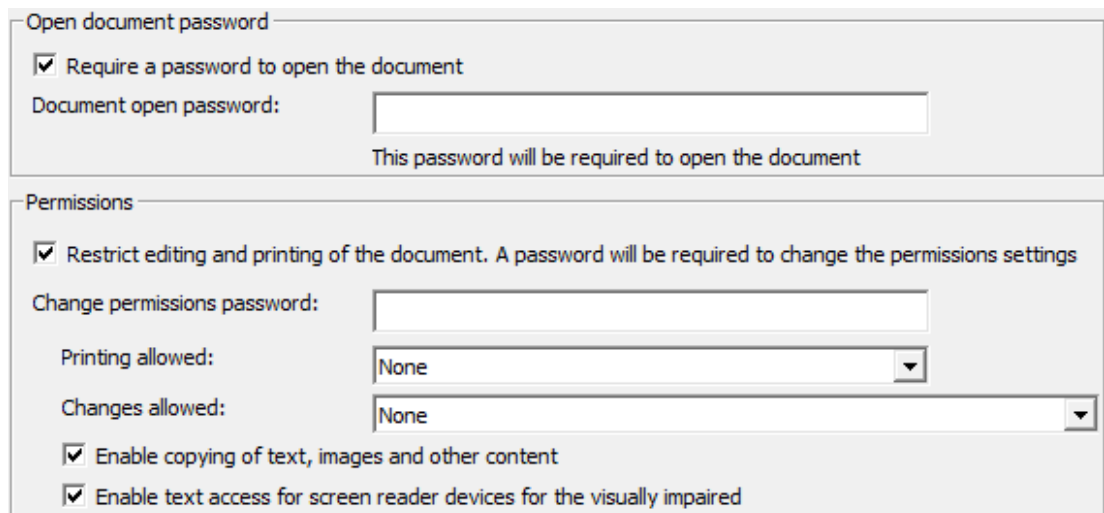 Open document password
Require a password to open the document
Document open password:
This password will be required to open the document
Permissions
Restrict editing and printing of the document. A password will be required to change the permissions settings
Change permissions password:
Printing allowed: None
Changes allowed: None
Enable copying of text, images and other content
Enable text access for screen reader devices for the visually impaired